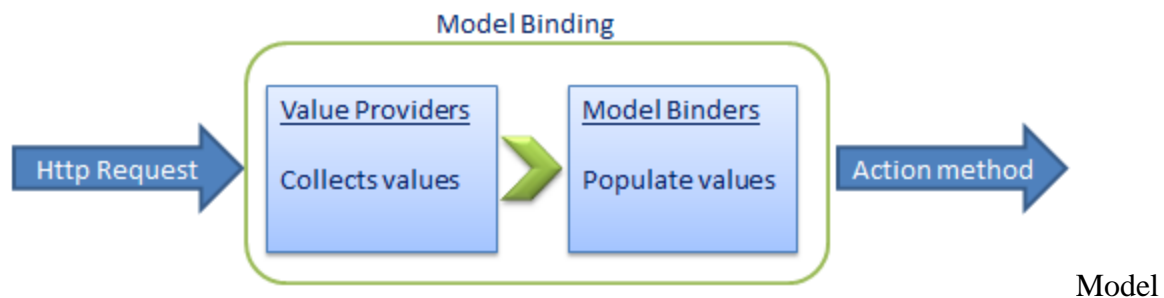 Model Binding
Http Request
Value Providers
Collects values
Model Binders
Populate values
Action method
Model